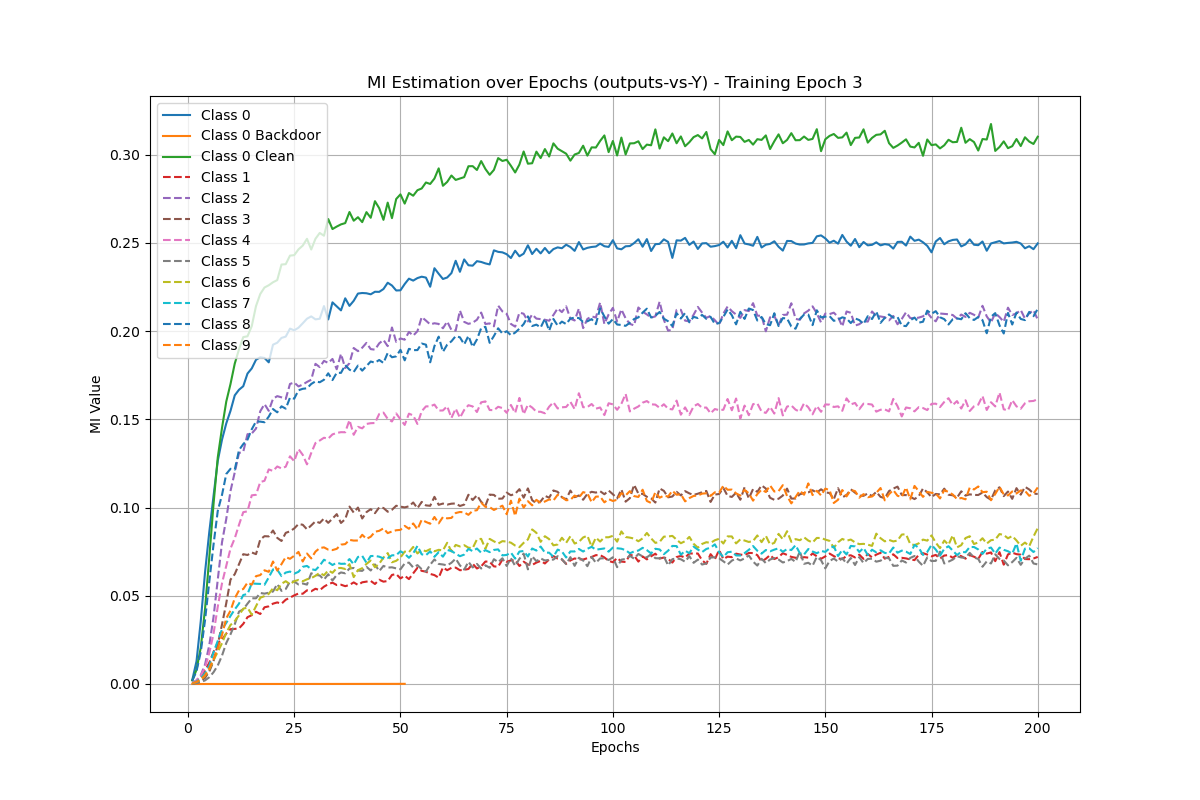 MI Estimation over Epochs (outputs-vs-Y) - Training Epoch 3
Class 0
Class 0 Backdoor
Class 0 Clean
Class 1
Class 2
Class 3
Class 4
Class 5
Class 6
Class 7
Class 8
Class 9
MI Value
0.30
0.25
0.20
0.15
0.10
0.05
0.00
0 25 50 75 100 125 150 175 200
Epochs